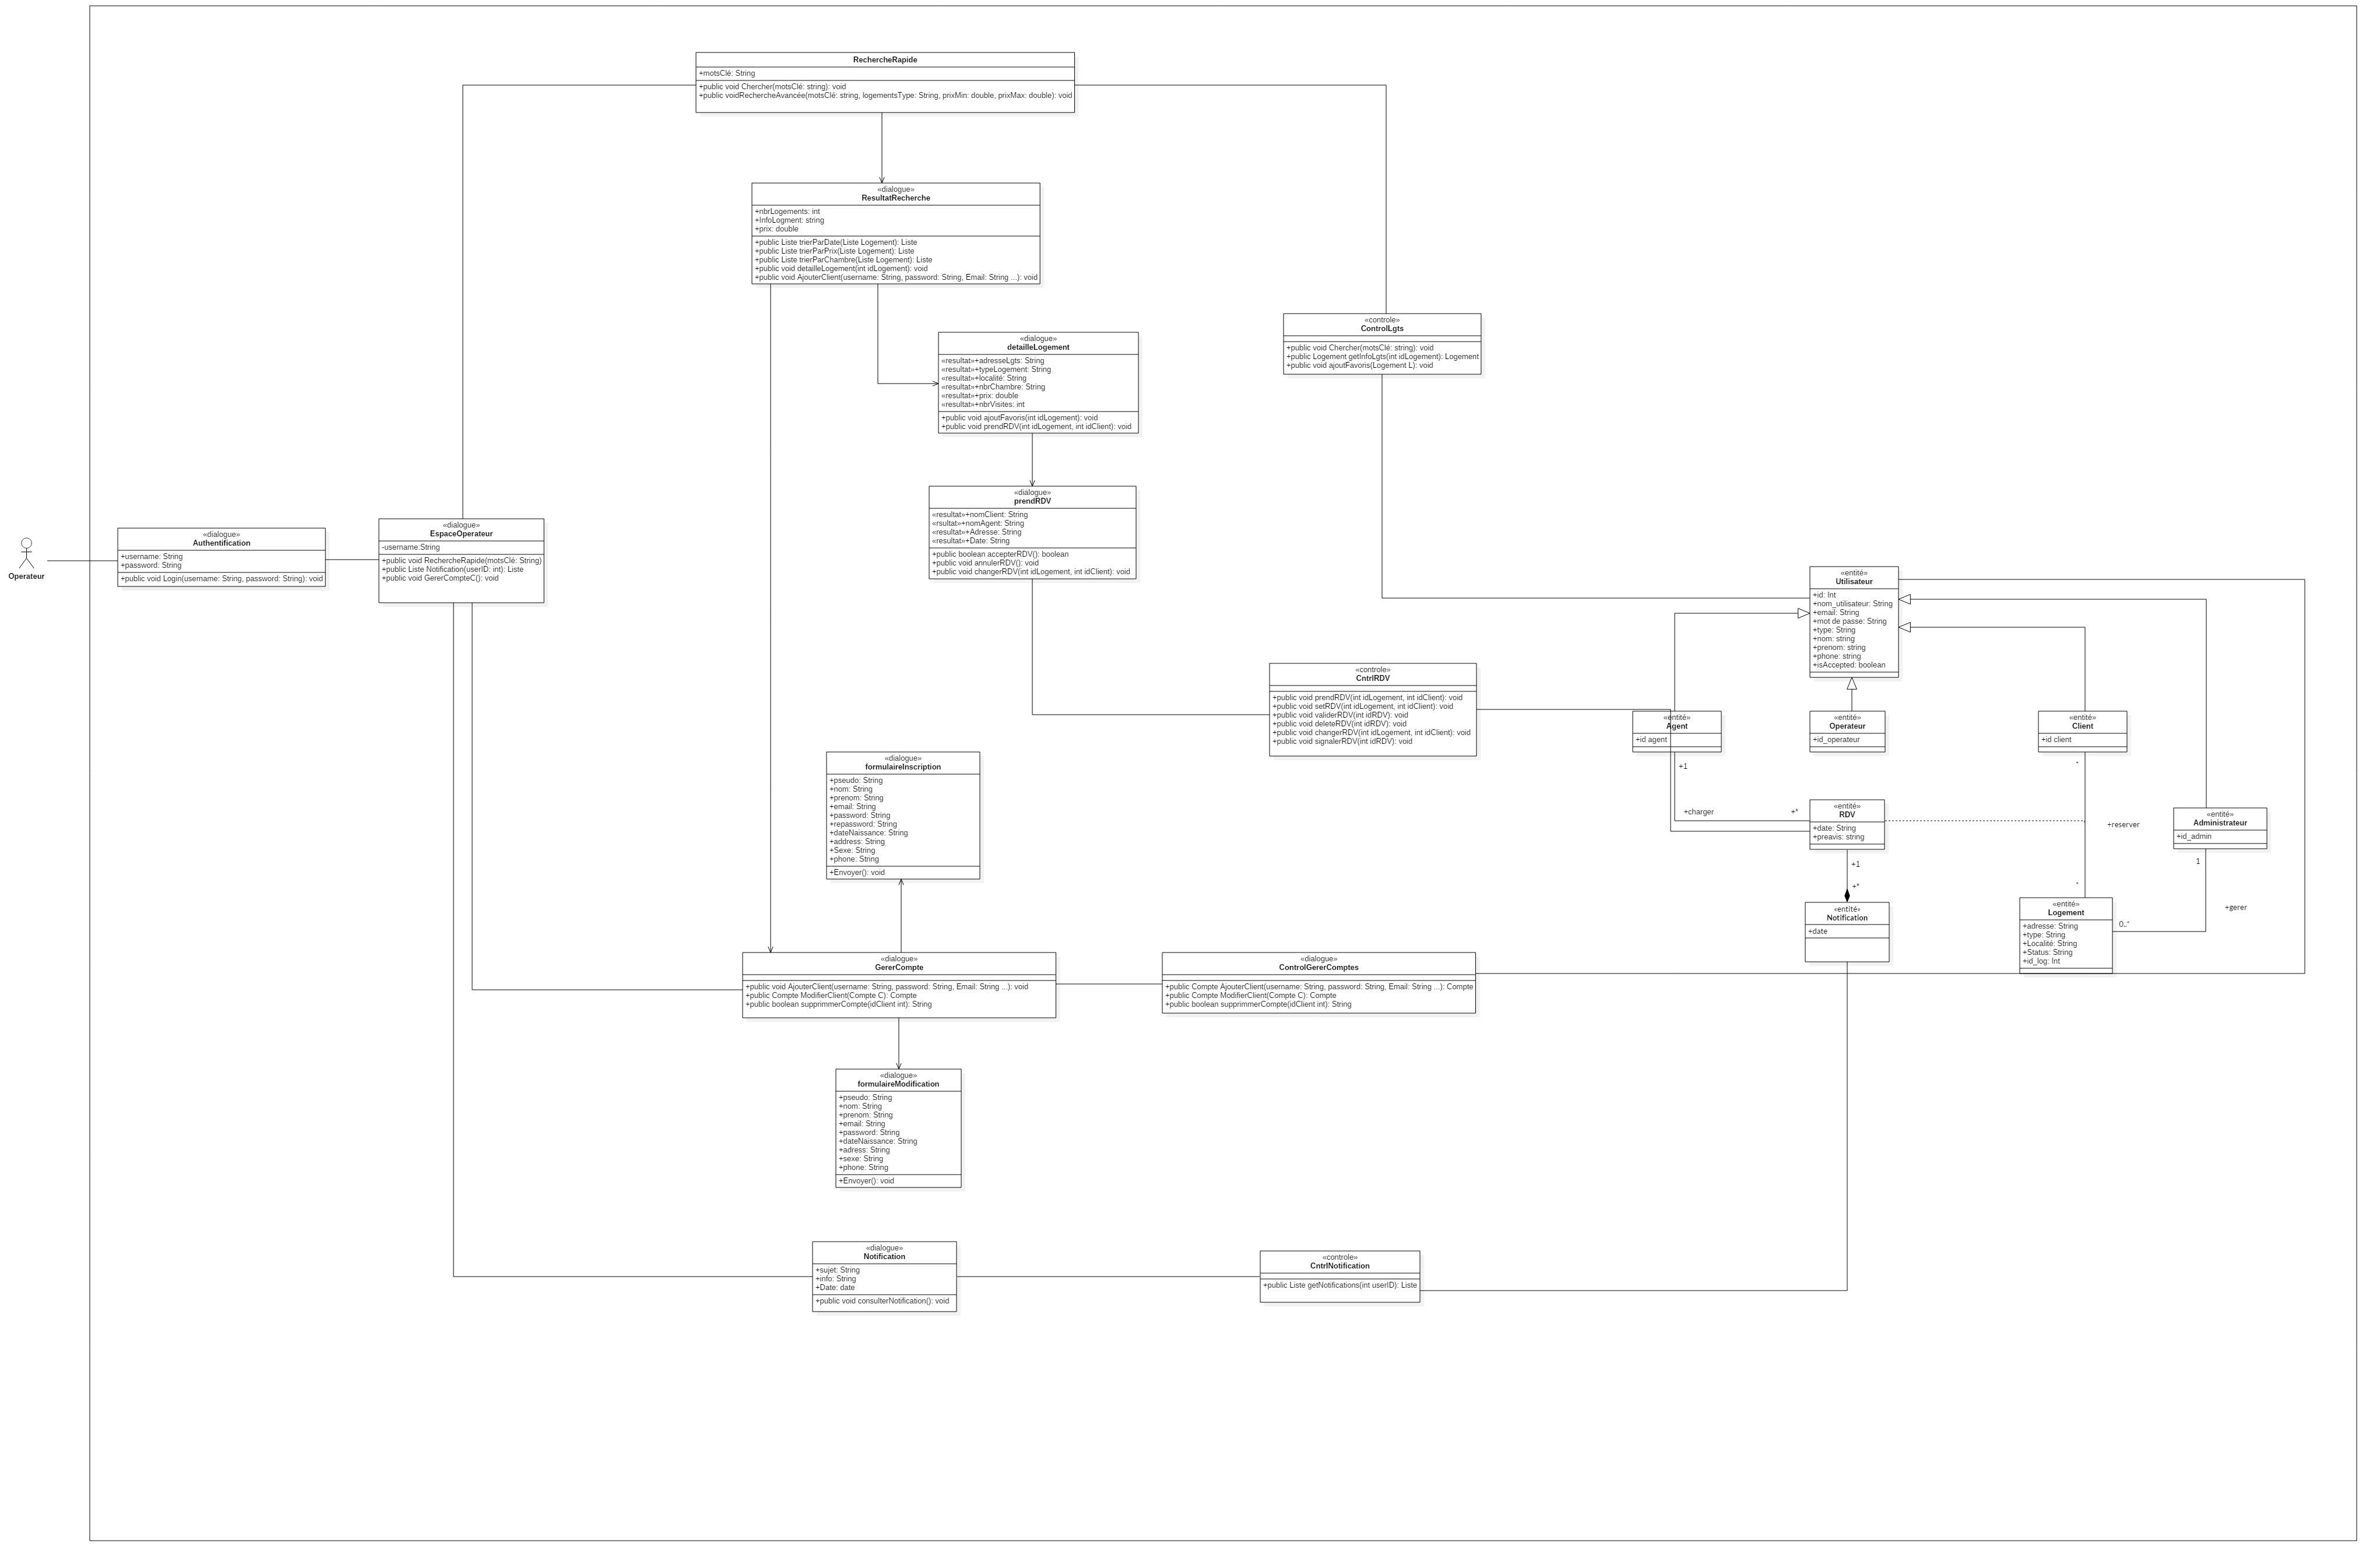 RechercheRapide
+motsClé: String
+public void Chercher(motsClé: string): void
+public voidRechercheAvancée(motsClé: string, logementsType: String, prixMin: double, prixMax: double): void
«dialogue»
ResultatRecherche
+nbrLogements: int
+InfoLogment: string
+prix: double
+public Liste trierParDate(Liste Logement): Liste
+public Liste trierParPrix(Liste Logement): Liste
+public Liste trierParChambre(Liste Logement): Liste
+public void detailleLogement(int idLogement): void
+public void AjouterClient(username: String, password: String, Email: String ...): void
«dialogue»
detailleLogement
«resultat»+adresseLgts: String
«resultat»+typeLogement: String
«resultat»+localité: String
«resultat»+nbrChambre: String
«resultat»+prix: double
«resultat»+nbrVisites: int
+public void ajoutFavoris(int idLogement): void
+public void prendRDV(int idLogement, int idClient): void
«controle»
ControlLgts
+public void Chercher(motsClé: string): void
+public Logement getInfoLgts(int idLogement): Logement
+public void ajoutFavoris(Logement L): void
«dialogue»
prendRDV
«resultat»+nomClient: String
«rsultat»+nomAgent: String
«resultat»+Adresse: String
«resultat»+Date: String
+public boolean accepterRDV(): boolean
+public void annulerRDV(): void
+public void changerRDV(int idLogement, int idClient): void
Operateur
«dialogue»
Authentification
+username: String
+password: String
+public void Login(username: String, password: String): void
«dialogue»
EspaceOperateur
-username:String
+public void RechercheRapide(motsClé: String)
+public Liste Notification(userID: int): Liste
+public void GererCompteC(): void
«entité»
Utilisateur
+id: Int
+nom_utilisateur: String
+email: String
+mot de passe: String
+type: String
+nom: string
+prenom: string
+phone: string
+isAccepted: boolean
«controle»
CntrlRDV
+public void prendRDV(int idLogement, int idClient): void
+public void setRDV(int idLogement, int idClient): void
+public void validerRDV(int idRDV): void
+public void deleteRDV(int idRDV): void
+public void changerRDV(int idLogement, int idClient): void
+public void signalerRDV(int idRDV): void
«entité»
Agent
+id agent
«entité»
Operateur
+id_operateur
«entité»
Client
+id client
+1
*
+charger
+*
«entité»
RDV
+date: String
+preavis: string
+reserver
«entité»
Administrateur
+id_admin
+1
+*
*
1
+gerer
0..*
«entité»
Notification
+date
«entité»
Logement
+adresse: String
+type: String
+Localité: String
+Status: String
+id_log: Int
«dialogue»
formulaireInscription
+pseudo: String
+nom: String
+prenom: String
+email: String
+password: String
+repassword: String
+dateNaissance: String
+address: String
+Sexe: String
+phone: String
+Envoyer(): void
«dialogue»
GererCompte
+public void AjouterClient(username: String, password: String, Email: String ...): void
+public Compte ModifierClient(Compte C): Compte
+public boolean supprimmerCompte(idClient int): String
«dialogue»
ControlGererComptes
+public Compte AjouterClient(username: String, password: String, Email: String ...): Compte
+public Compte ModifierClient(Compte C): Compte
+public boolean supprimmerCompte(idClient int): String
«dialogue»
formulaireModification
+pseudo: String
+nom: String
+prenom: String
+email: String
+password: String
+dateNaissance: String
+adress: String
+sexe: String
+phone: String
+Envoyer(): void
«dialogue»
Notification
+sujet: String
+info: String
+Date: date
+public void consulterNotification(): void
«controle»
CntrlNotification
+public Liste getNotifications(int userID): Liste